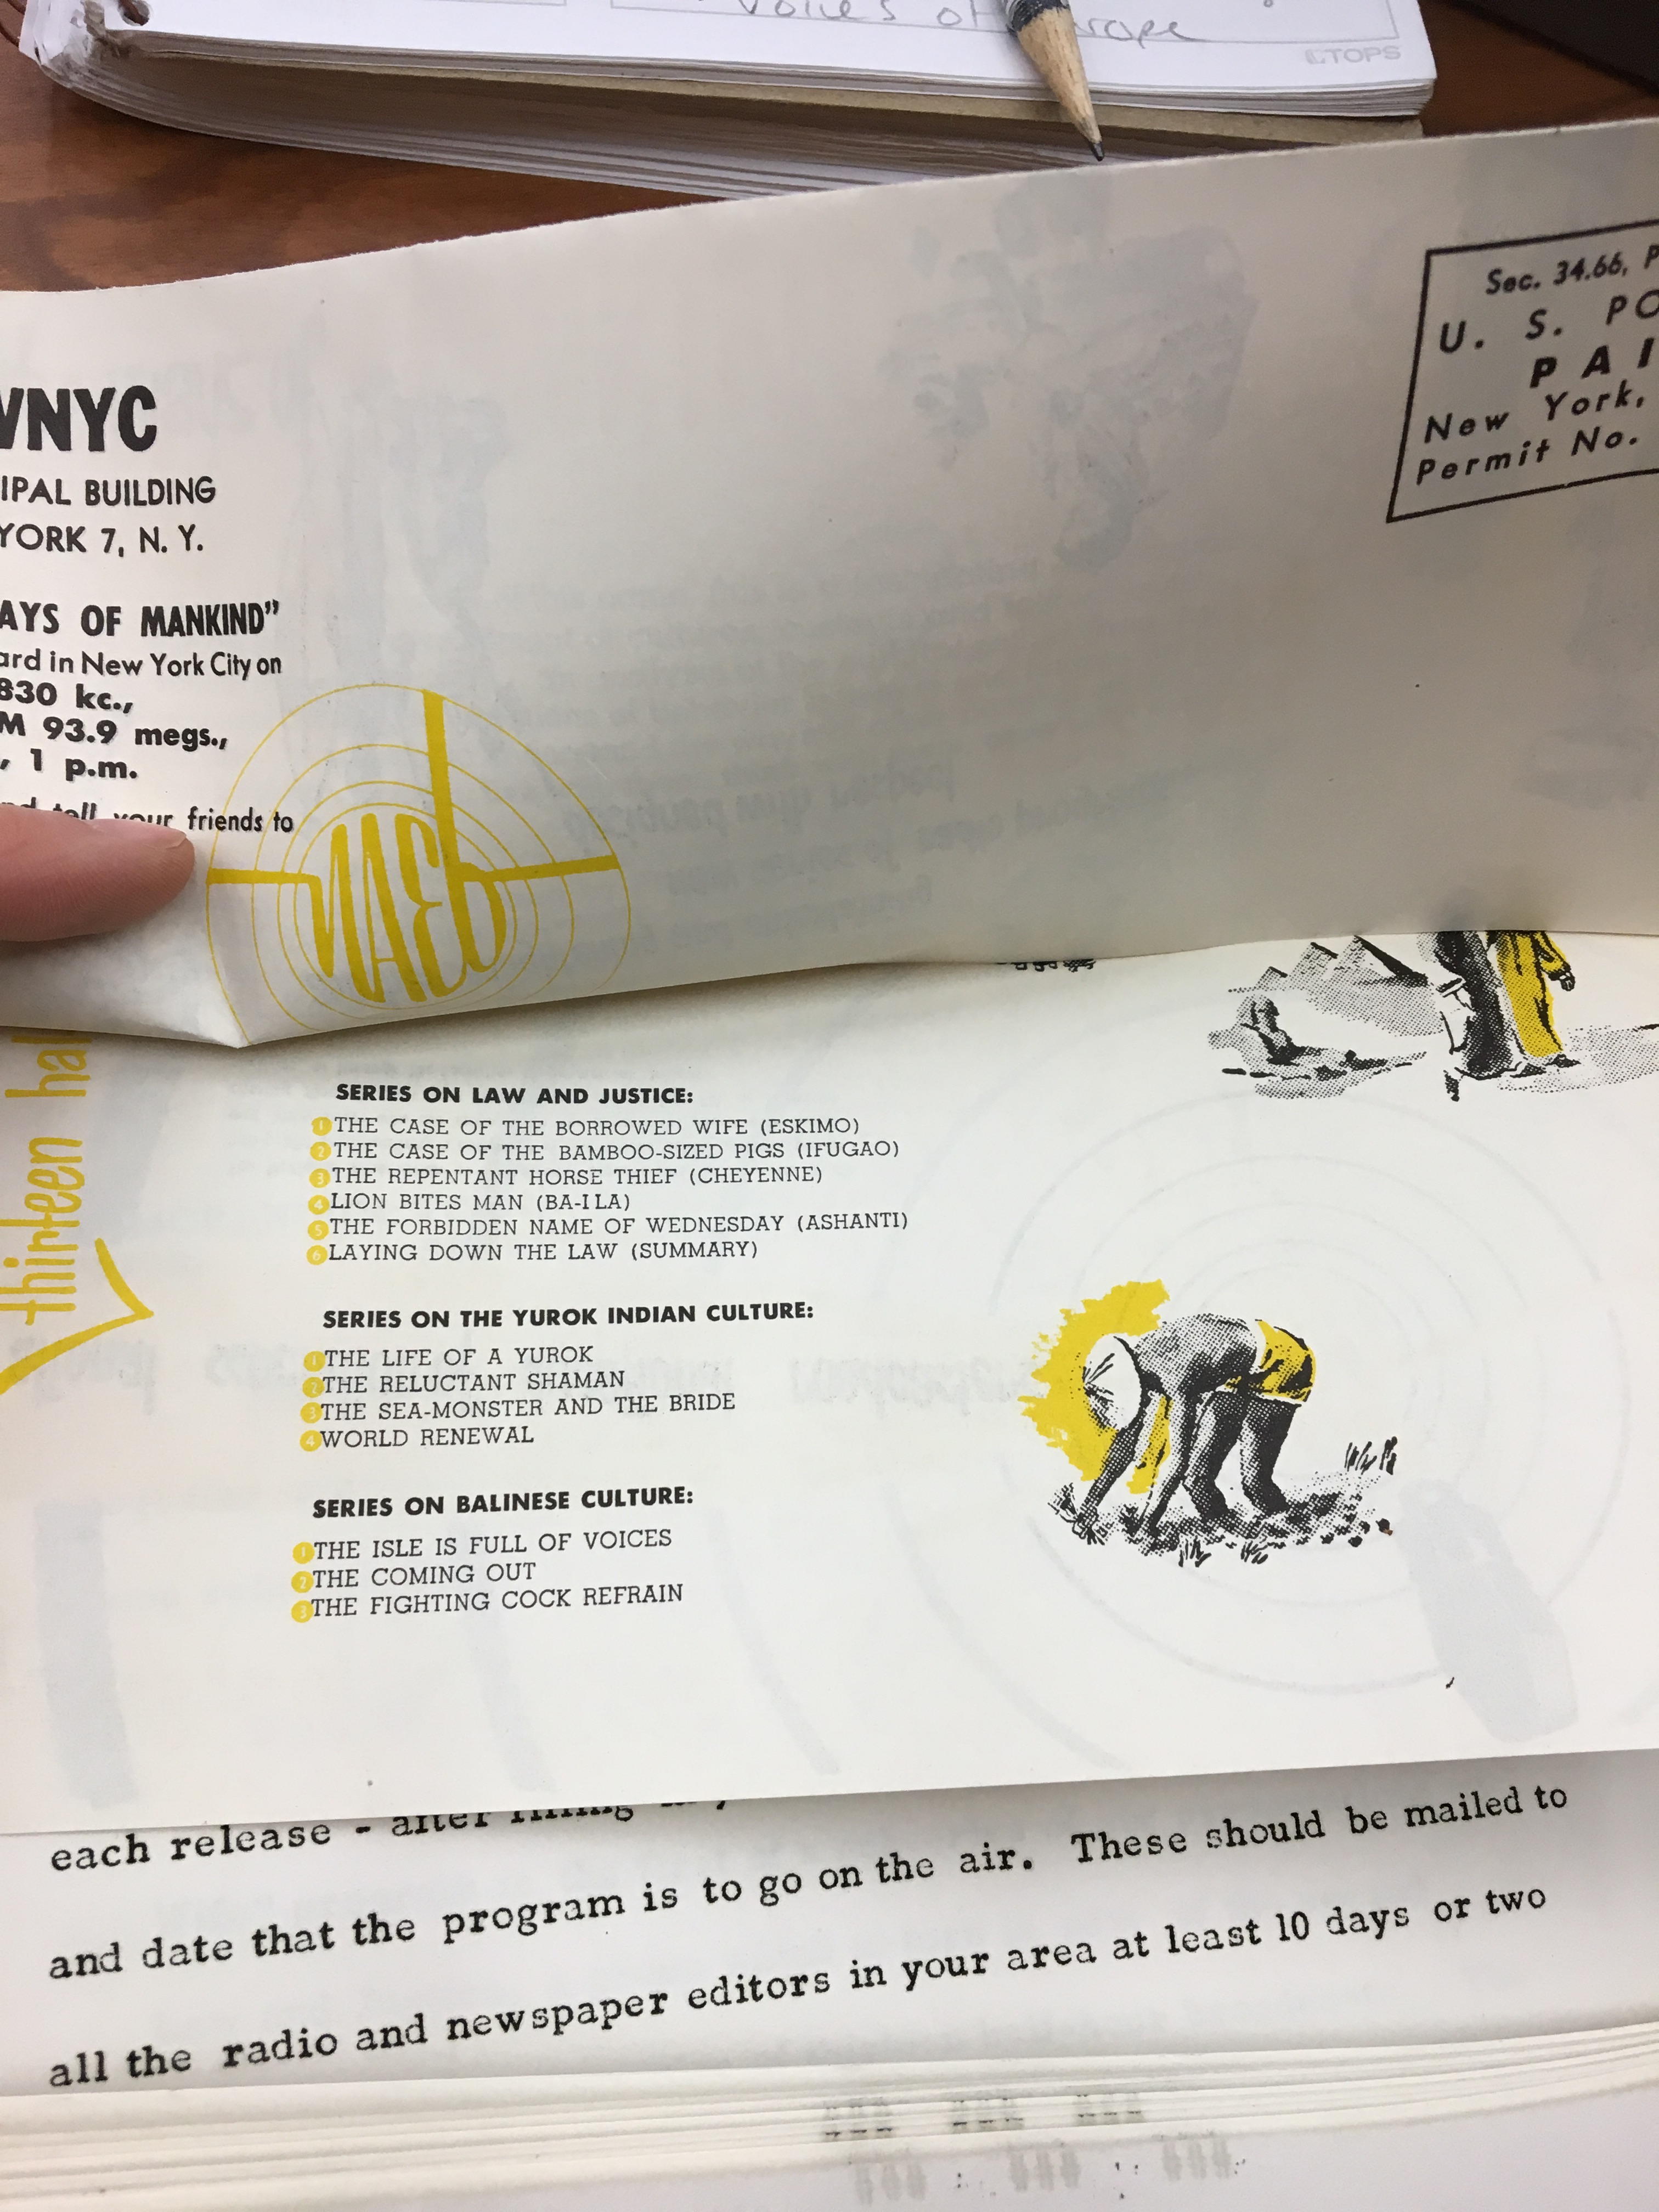 Voices of
TOPS
Sec. 34.66, P
U. S. PO
PAI
New York,
Permit No.
WNYC
IPAL BUILDING
YORK 7, N. Y.
AYS OF MANKIND"
ard in New York City on
830 kc.,
M 93.9 megs.,
, 1 p.m.
nd tell your friends to
NAEb
thirteen hal
SERIES ON LAW AND JUSTICE:
1 THE CASE OF THE BORROWED WIFE (ESKIMO)
2 THE CASE OF THE BAMBOO-SIZED PIGS (IFUGAO)
3 THE REPENTANT HORSE THIEF (CHEYENNE)
4 LION BITES MAN (BA-ILA)
5 THE FORBIDDEN NAME OF WEDNESDAY (ASHANTI)
6 LAYING DOWN THE LAW (SUMMARY)
SERIES ON THE YUROK INDIAN CULTURE:
1 THE LIFE OF A YUROK
2 THE RELUCTANT SHAMAN
3 THE SEA-MONSTER AND THE BRIDE
4 WORLD RENEWAL
SERIES ON BALINESE CULTURE:
1 THE ISLE IS FULL OF VOICES
2 THE COMING OUT
3 THE FIGHTING COCK REFRAIN
each release - after filling
and date that the program is to go on the air. These should be mailed to
all the radio and newspaper editors in your area at least 10 days or two